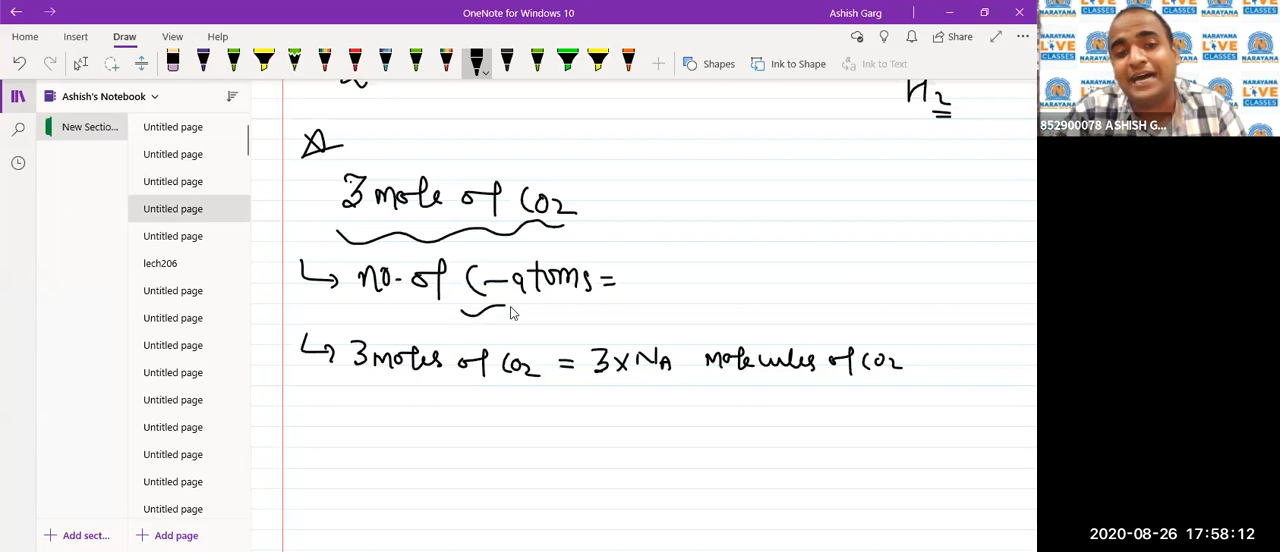 OneNote for Windows 10
Ashish Garg
Home Insert Draw View Help
Share
Shapes
Ink to Shape
Ink to Text
Ashish's Notebook
New Sectio...
Untitled page
Untitled page
Untitled page
Untitled page
Untitled page
lech206
Untitled page
Untitled page
Untitled page
Untitled page
Untitled page
Untitled page
Untitled page
Untitled page
Untitled page
Add sect...
Add page
H2
3 mole of CO2
no. of C-atoms =
3 moles of CO2 = 3xNA molecules of CO2
NARAYANA
LIVE
CLASSES
852900078 ASHISH G...
2020-08-26 17:58:12